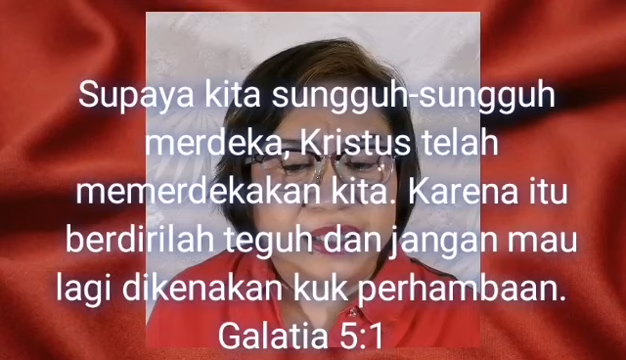 Supaya kita sungguh-sungguh
merdeka, Kristus telah
memerdekakan kita. Karena itu
berdirilah teguh dan jangan mau
lagi dikenakan kuk perhambaan.
Galatia 5:1